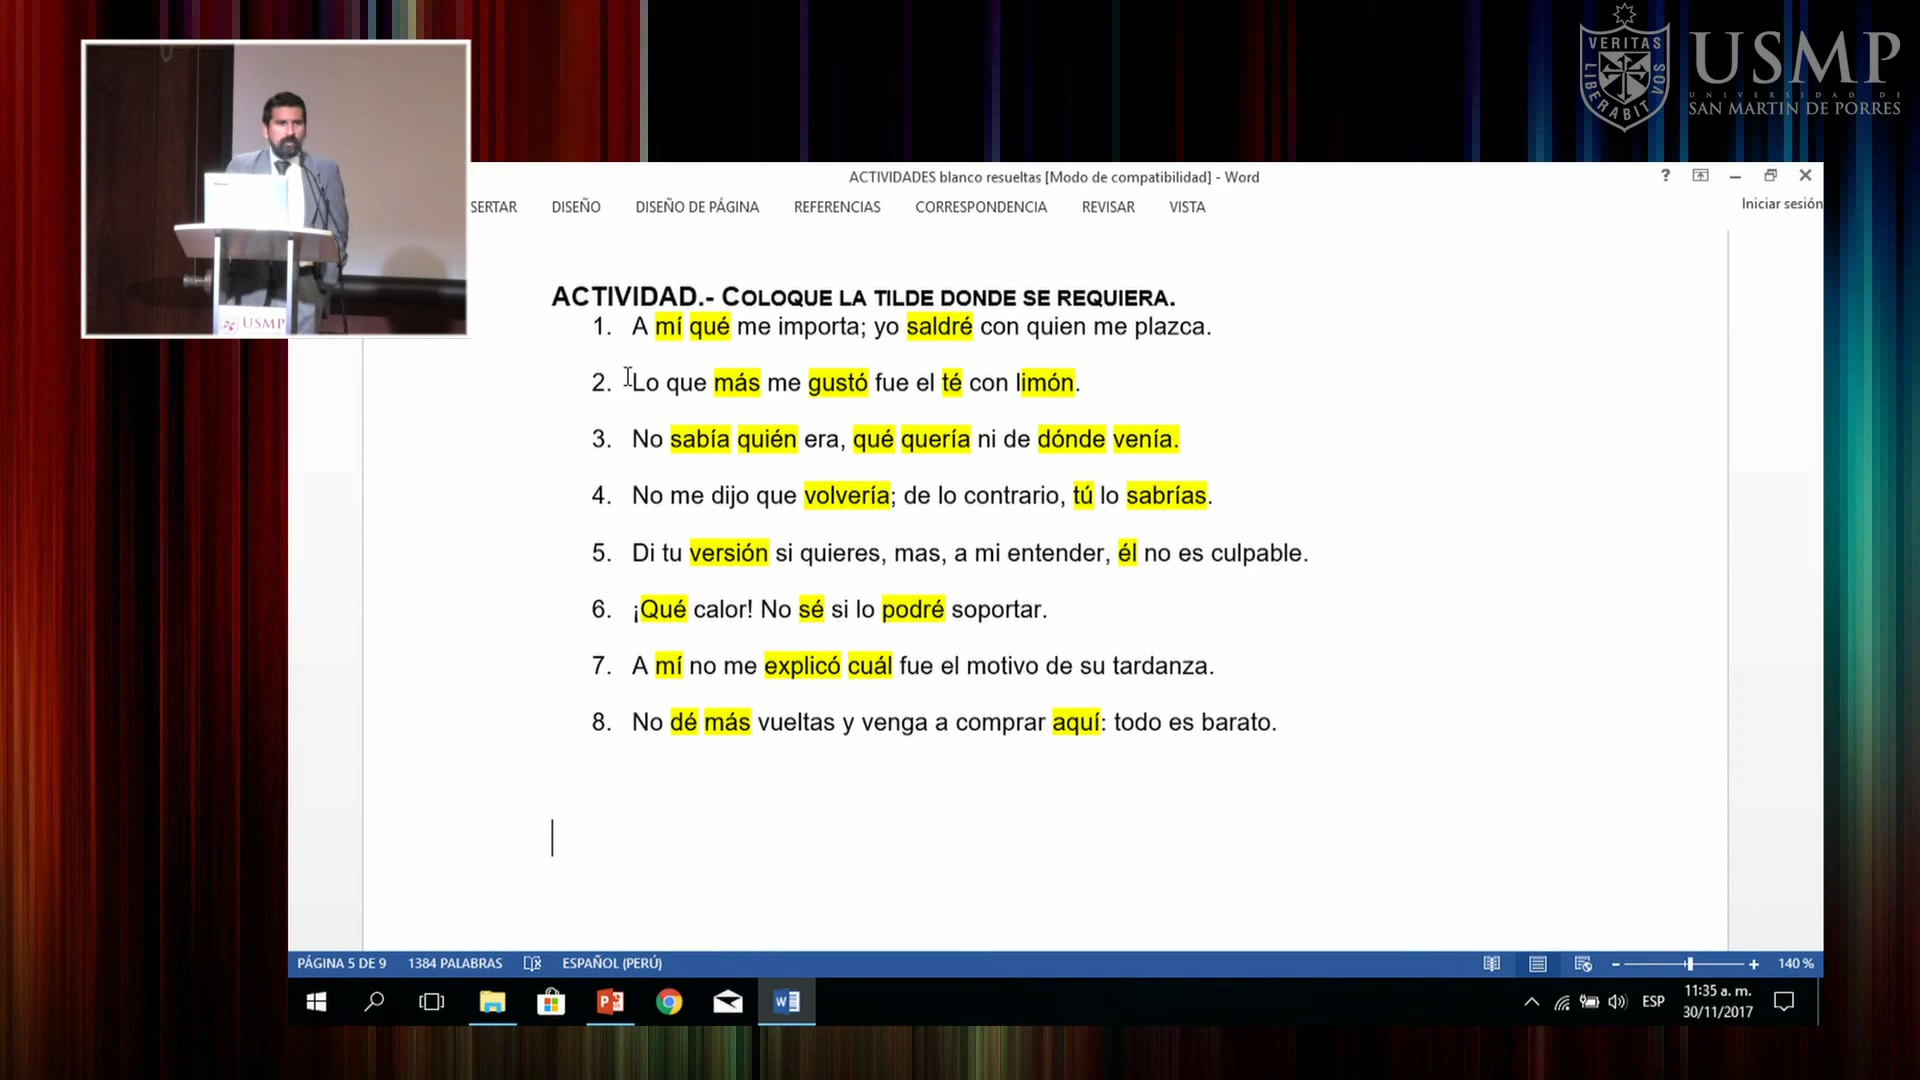 VERITAS
LIBERABIT VOS
USMP
UNIVERSIDAD DE
SAN MARTIN DE PORRES
ACTIVIDADES blanco resueltas [Modo de compatibilidad] - Word
SERTAR DISEÑO DISEÑO DE PÁGINA REFERENCIAS CORRESPONDENCIA REVISAR VISTA
Iniciar sesión
USMP
ACTIVIDAD.- COLOQUE LA TILDE DONDE SE REQUIERA.
1. A mí qué me importa; yo saldré con quien me plazca.
2. Lo que más me gustó fue el té con limón.
3. No sabía quién era, qué quería ni de dónde venía.
4. No me dijo que volvería; de lo contrario, tú lo sabrías.
5. Di tu versión si quieres, mas, a mi entender, él no es culpable.
6. ¡Qué calor! No sé si lo podré soportar.
7. A mí no me explicó cuál fue el motivo de su tardanza.
8. No dé más vueltas y venga a comprar aquí: todo es barato.
PÁGINA 5 DE 9 1384 PALABRAS ESPAÑOL (PERÚ) 140 %
ESP
11:35 a. m.
30/11/2017